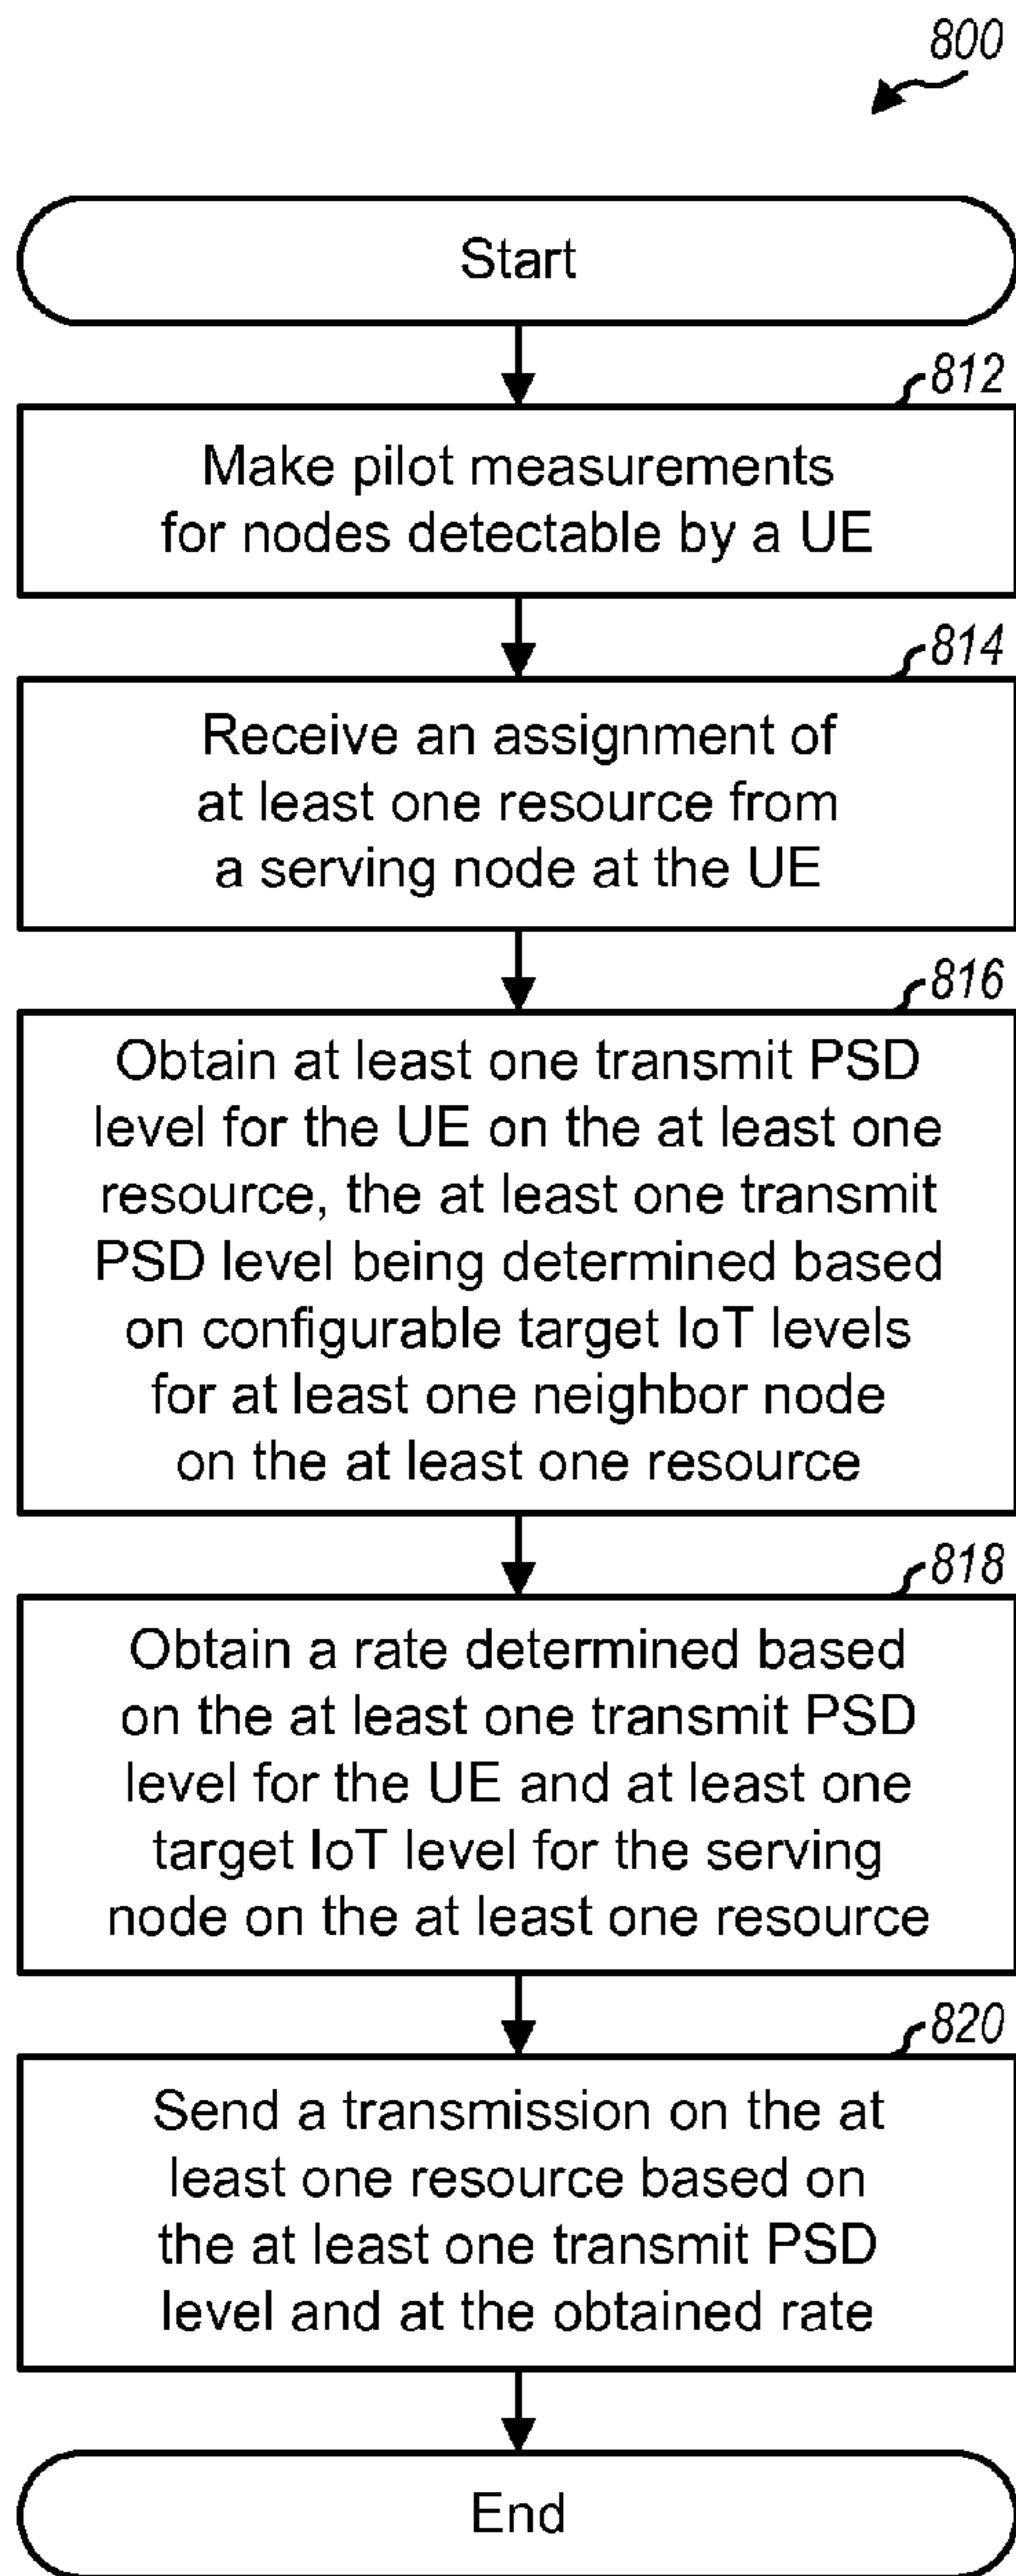 800
Start
812
Make pilot measurements
for nodes detectable by a UE
814
Receive an assignment of
at least one resource from
a serving node at the UE
816
Obtain at least one transmit PSD
level for the UE on the at least one
resource, the at least one transmit
PSD level being determined based
on configurable target IoT levels
for at least one neighbor node
on the at least one resource
818
Obtain a rate determined based
on the at least one transmit PSD
level for the UE and at least one
target IoT level for the serving
node on the at least one resource
820
Send a transmission on the at
least one resource based on
the at least one transmit PSD
level and at the obtained rate
End